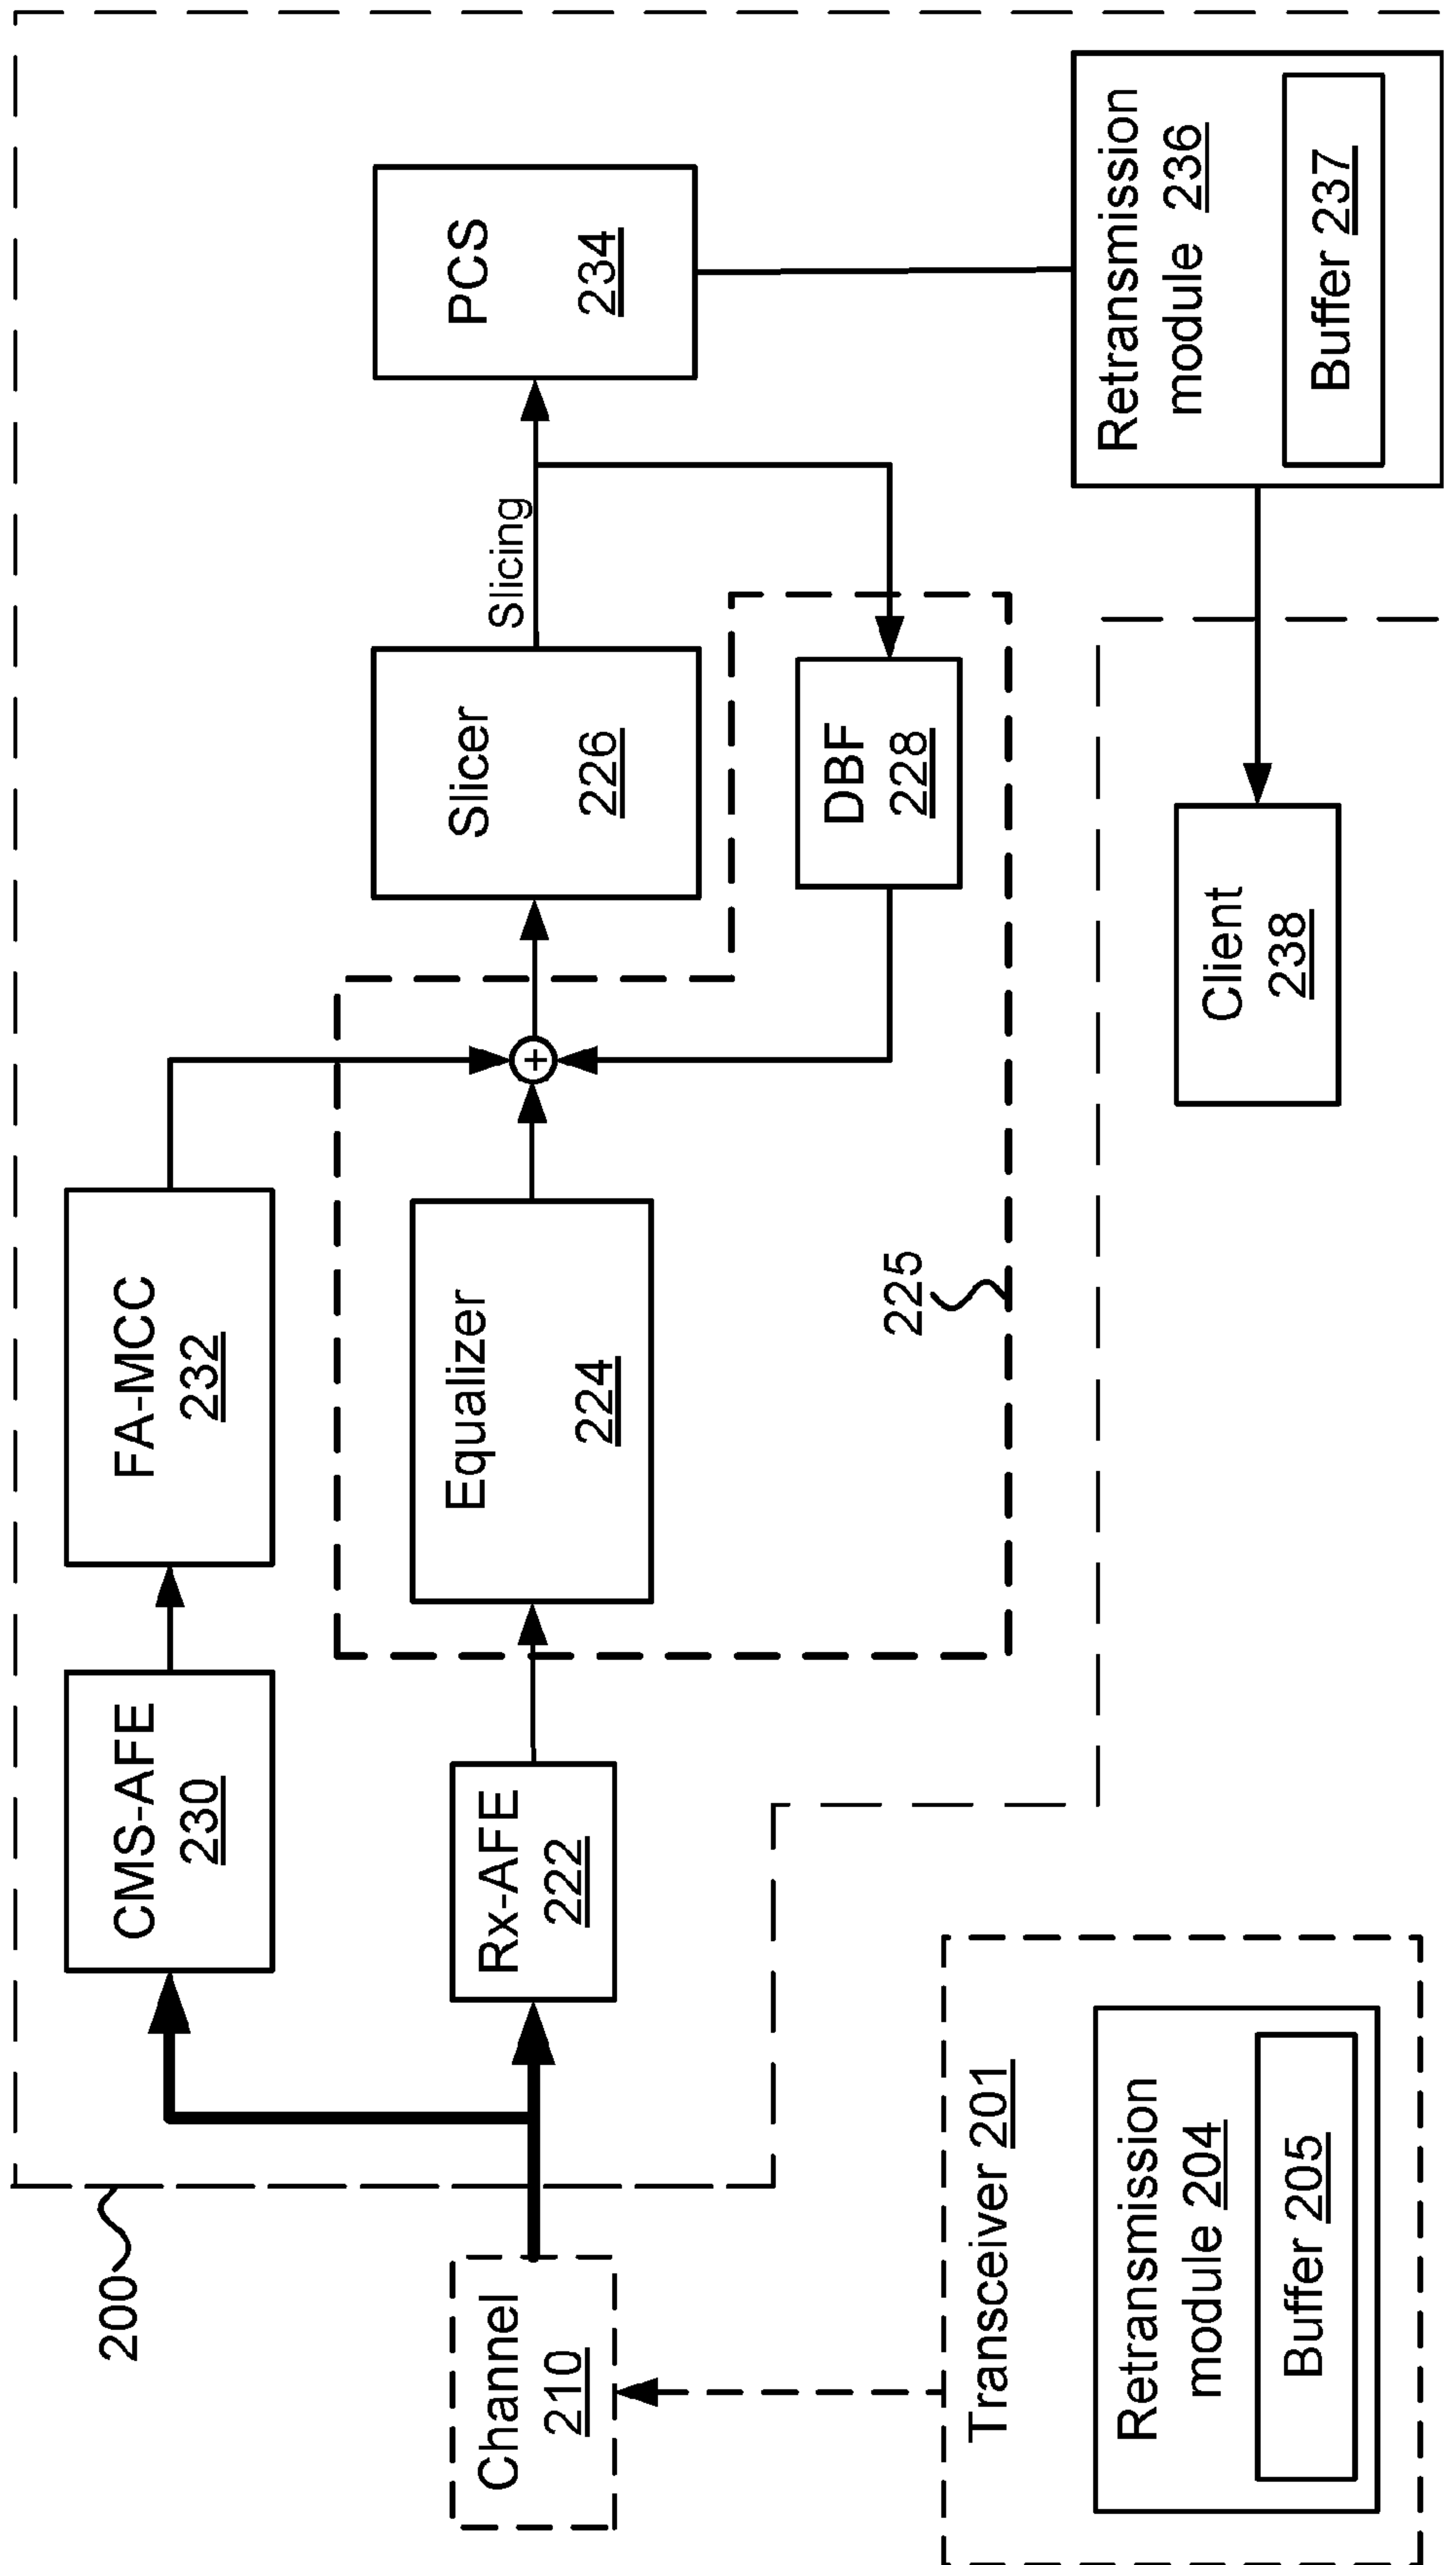 200
CMS-AFE
230
FA-MCC
232
Channel
210
Rx-AFE
222
Equalizer
224
+
Slicer
226
Slicing
PCS
234
225
DBF
228
Transceiver 201
Retransmission
module 204
Buffer 205
Client
238
Retransmission
module 236
Buffer 237